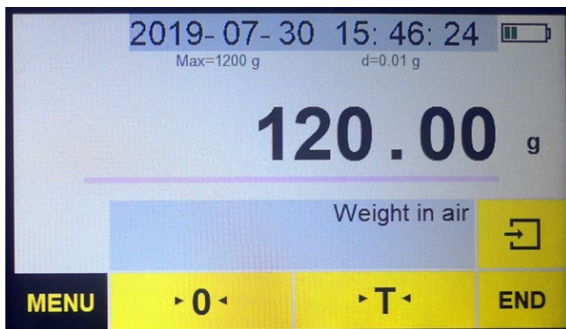 2019-07-30 15:46:24
Max=1200 g d=0.01 g
120.00 g
Weight in air
MENU ▸0◂ ▸T◂ END